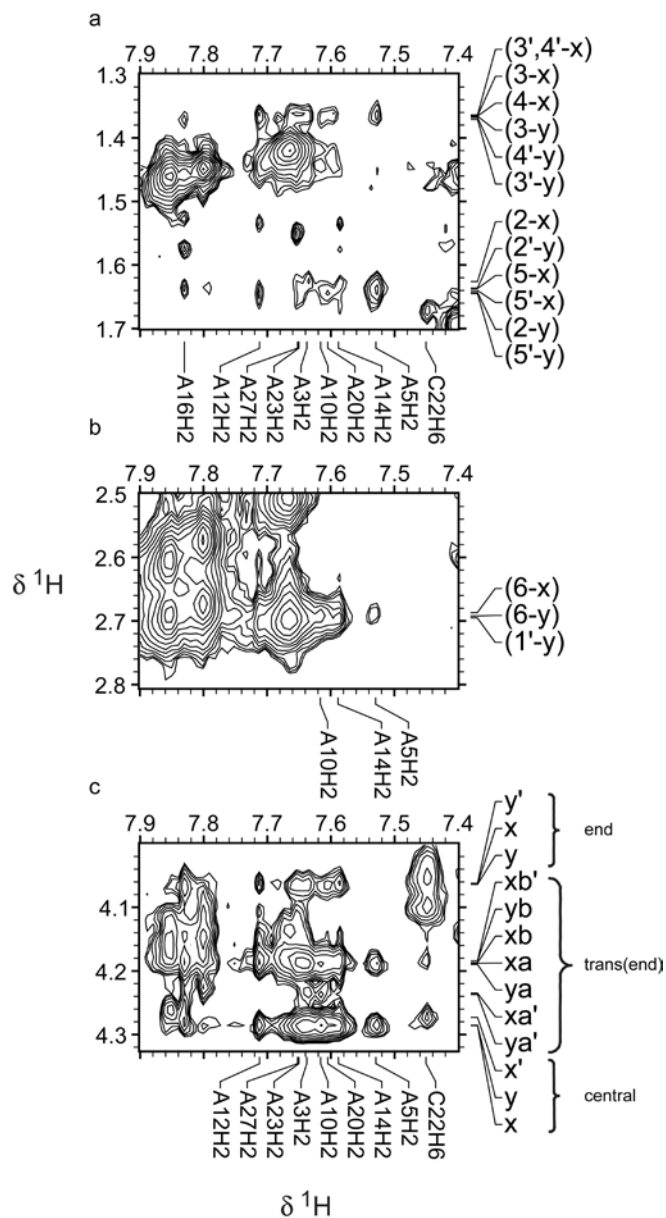 a
7.9 7.8 7.7 7.6 7.5 7.4
1.3
1.4
1.5
1.6
1.7
(3',4'-x)
(3-x)
(4-x)
(3-y)
(4'-y)
(3'-y)
(2-x)
(2'-y)
(5-x)
(5'-x)
(2-y)
(5'-y)
A16H2
A12H2
A27H2
A23H2
A3H2
A10H2
A20H2
A14H2
A5H2
C22H6
b
7.9 7.8 7.7 7.6 7.5 7.4
2.5
2.6
2.7
2.8
δ ¹H
(6-x)
(6-y)
(1'-y)
A10H2
A14H2
A5H2
c
7.9 7.8 7.7 7.6 7.5 7.4
4.1
4.2
4.3
y'
x
y
end
xb'
yb
xb
xa
ya
xa'
ya'
trans(end)
x'
y
x
central
A12H2
A27H2
A23H2
A3H2
A10H2
A20H2
A14H2
A5H2
C22H6
δ ¹H